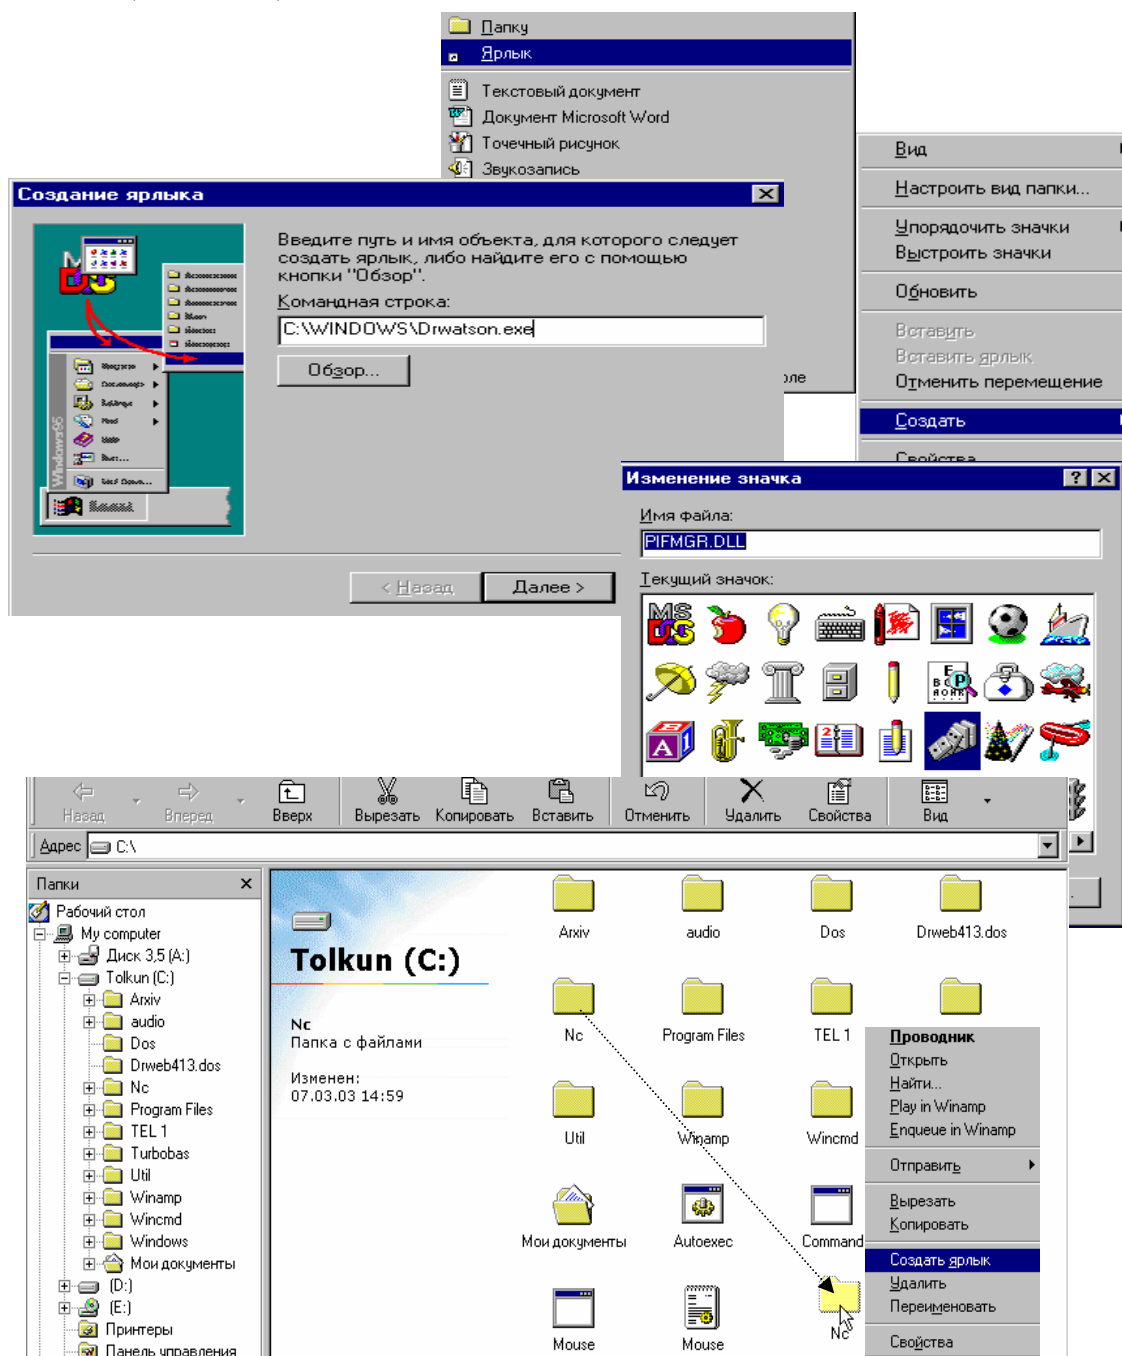 Папку
Ярлык
Текстовый документ
Документ Microsoft Word
Точечный рисунок
Звукозапись
Вид
Настроить вид папки...
Упорядочить значки
Выстроить значки
Обновить
Вставить
Вставить ярлык
Отменить перемещение
Создать
Свойства
Создание ярлыка
Введите путь и имя объекта, для которого следует
создать ярлык, либо найдите его с помощью
кнопки "Обзор".
Командная строка:
C:\WINDOWS\Drwatson.exe
Обзор...
Windows95
< Назад
Далее >
Изменение значка
Имя файла:
PIFMGR.DLL
Текущий значок:
Назад
Вперед
Вверх
Вырезать
Копировать
Вставить
Отменить
Удалить
Свойства
Вид
Адрес
C:\
Папки
Рабочий стол
My computer
Диск 3,5 (A:)
Tolkun (C:)
Arxiv
audio
Dos
Drweb413.dos
Nc
Program Files
TEL 1
Turbobas
Util
Winamp
Wincmd
Windows
Мои документы
(D:)
(E:)
Принтеры
Панель управления
Tolkun (C:)
Nc
Папка с файлами
Изменен:
07.03.03 14:59
Arxiv
audio
Dos
Drweb413.dos
Nc
Program Files
TEL 1
Util
Winamp
Wincmd
Мои документы
Autoexec
Command
Mouse
Mouse
Nc
Проводник
Открыть
Найти...
Play in Winamp
Enqueue in Winamp
Отправить
Вырезать
Копировать
Создать ярлык
Удалить
Переименовать
Свойства